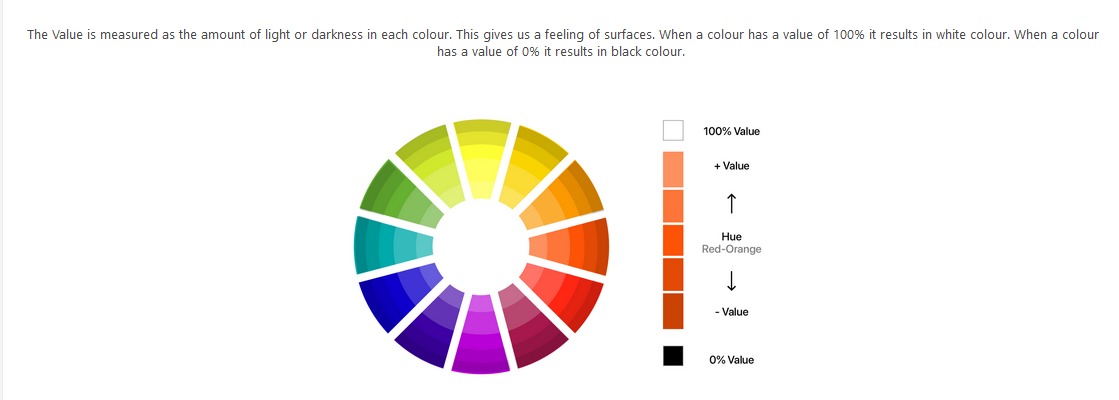 The Value is measured as the amount of light or darkness in each colour. This gives us a feeling of surfaces. When a colour has a value of 100% it results in white colour. When a colour
has a value of 0% it results in black colour.
100% Value
+ Value
↑
Hue
Red-Orange
↓
- Value
0% Value